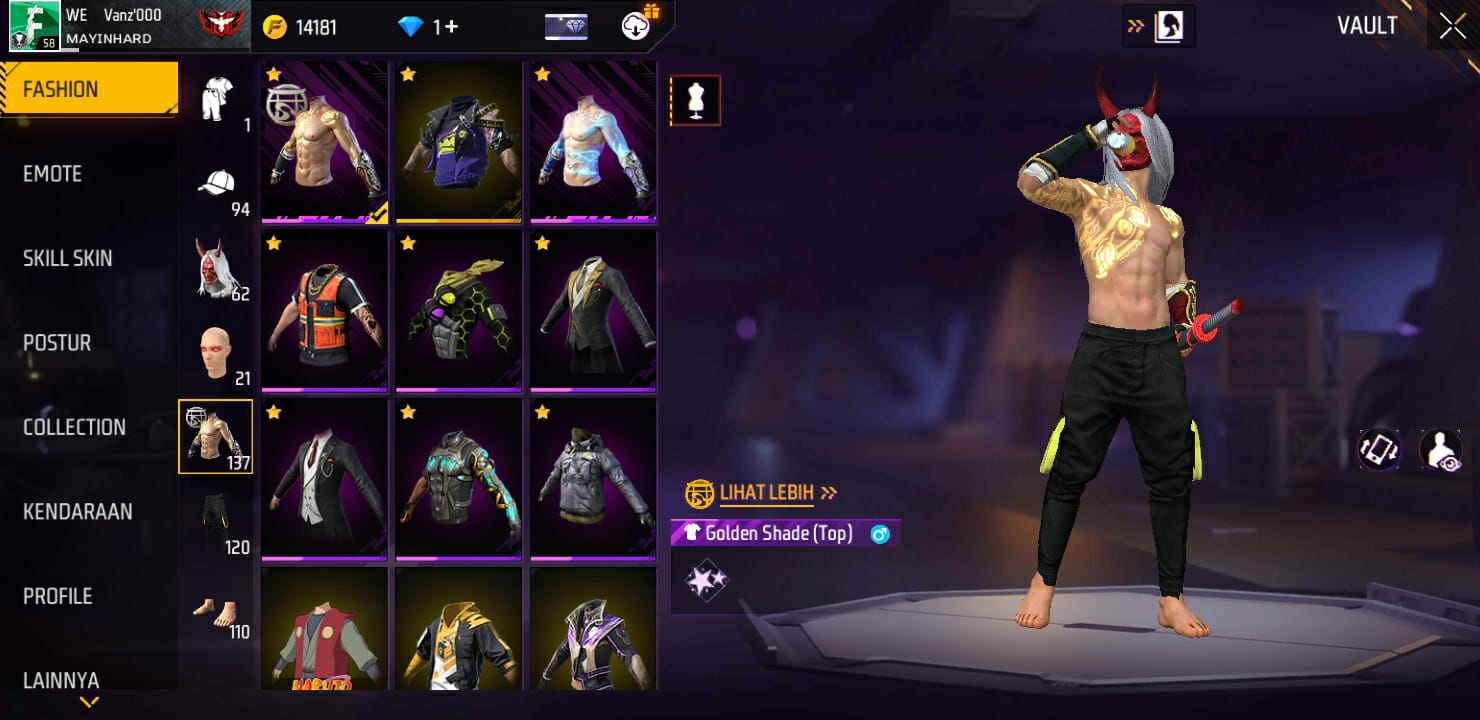 WE Vanz'000
MAYINHARD
58
14181
1+
VAULT
FASHION
EMOTE
SKILL SKIN
POSTUR
COLLECTION
KENDARAAN
PROFILE
LAINNYA
1
94
62
21
137
120
110
NARUTO
LIHAT LEBIH >>
Golden Shade (Top)